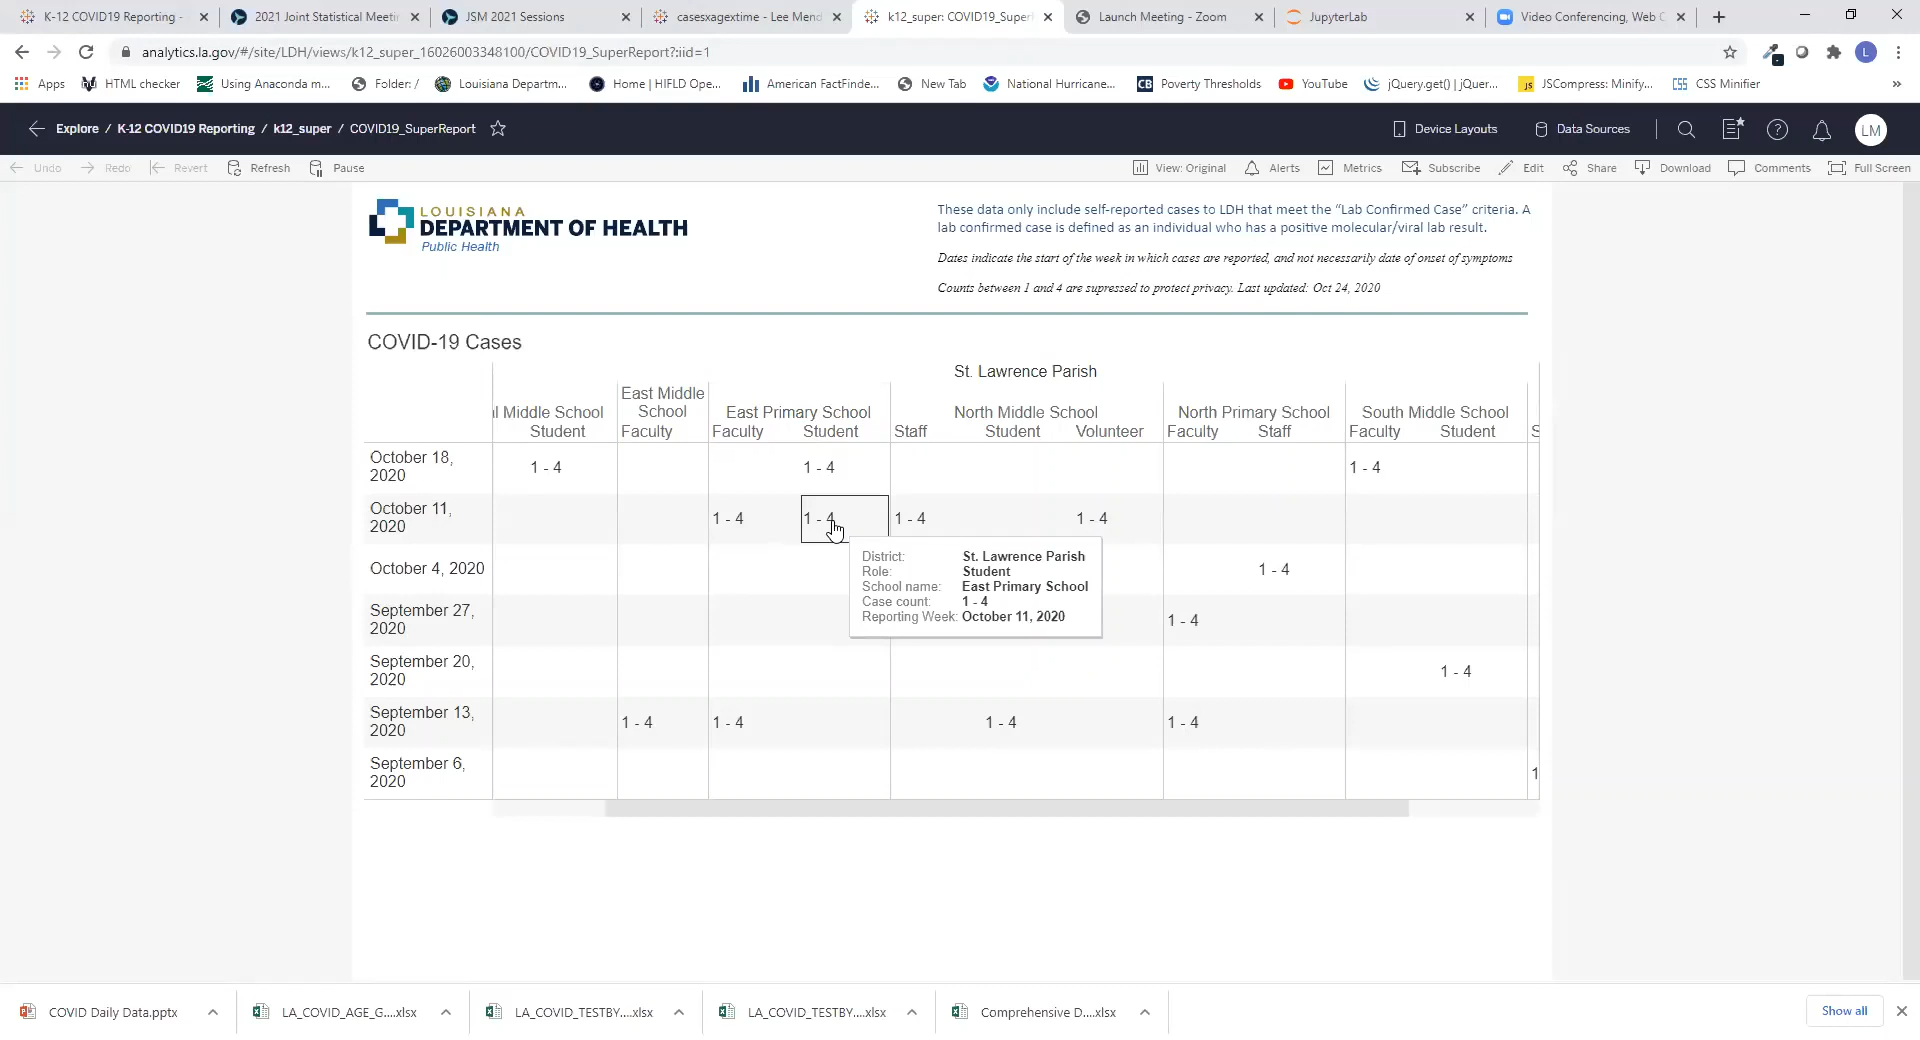 K-12 COVID19 Reporting -
2021 Joint Statistical Meeti
JSM 2021 Sessions
casesxagextime - Lee Mend
k12_super: COVID19_SuperI
Launch Meeting - Zoom
JupyterLab
Video Conferencing, Web C
analytics.la.gov/#/site/LDH/views/k12_super_16026003348100/COVID19_SuperReport?:iid=1
L
Apps
HTML checker
Using Anaconda m...
Folder: /
Louisiana Departm...
Home | HIFLD Ope...
American FactFinde...
New Tab
National Hurricane...
CB
Poverty Thresholds
YouTube
jQuery.get() | jQuer...
JS
JSCompress: Minify,...
CSS Minifier
»
Explore / K-12 COVID19 Reporting / k12_super / COVID19_SuperReport
Device Layouts
Data Sources
LM
Undo
Redo
Revert
Refresh
Pause
View: Original
Alerts
Metrics
Subscribe
Edit
Share
Download
Comments
Full Screen
LOUISIANA
DEPARTMENT OF HEALTH
Public Health
These data only include self-reported cases to LDH that meet the “Lab Confirmed Case” criteria. A
lab confirmed case is defined as an individual who has a positive molecular/viral lab result.
Dates indicate the start of the week in which cases are reported, and not necessarily date of onset of symptoms
Counts between 1 and 4 are supressed to protect privacy. Last updated: Oct 24, 2020
COVID-19 Cases
St. Lawrence Parish
l Middle School
East Middle
School
East Primary School
North Middle School
North Primary School
South Middle School
Student
Faculty
Faculty
Student
Staff
Student
Volunteer
Faculty
Staff
Faculty
Student
S
October 18,
2020
1 - 4
1 - 4
1 - 4
October 11,
2020
1 - 4
1 - 4
1 - 4
1 - 4
District: St. Lawrence Parish
Role: Student
School name: East Primary School
Case count: 1 - 4
Reporting Week: October 11, 2020
October 4, 2020
1 - 4
September 27,
2020
1 - 4
September 20,
2020
1 - 4
September 13,
2020
1 - 4
1 - 4
1 - 4
1 - 4
September 6,
2020
1
COVID Daily Data.pptx
LA_COVID_AGE_G....xlsx
LA_COVID_TESTBY....xlsx
LA_COVID_TESTBY....xlsx
Comprehensive D....xlsx
Show all